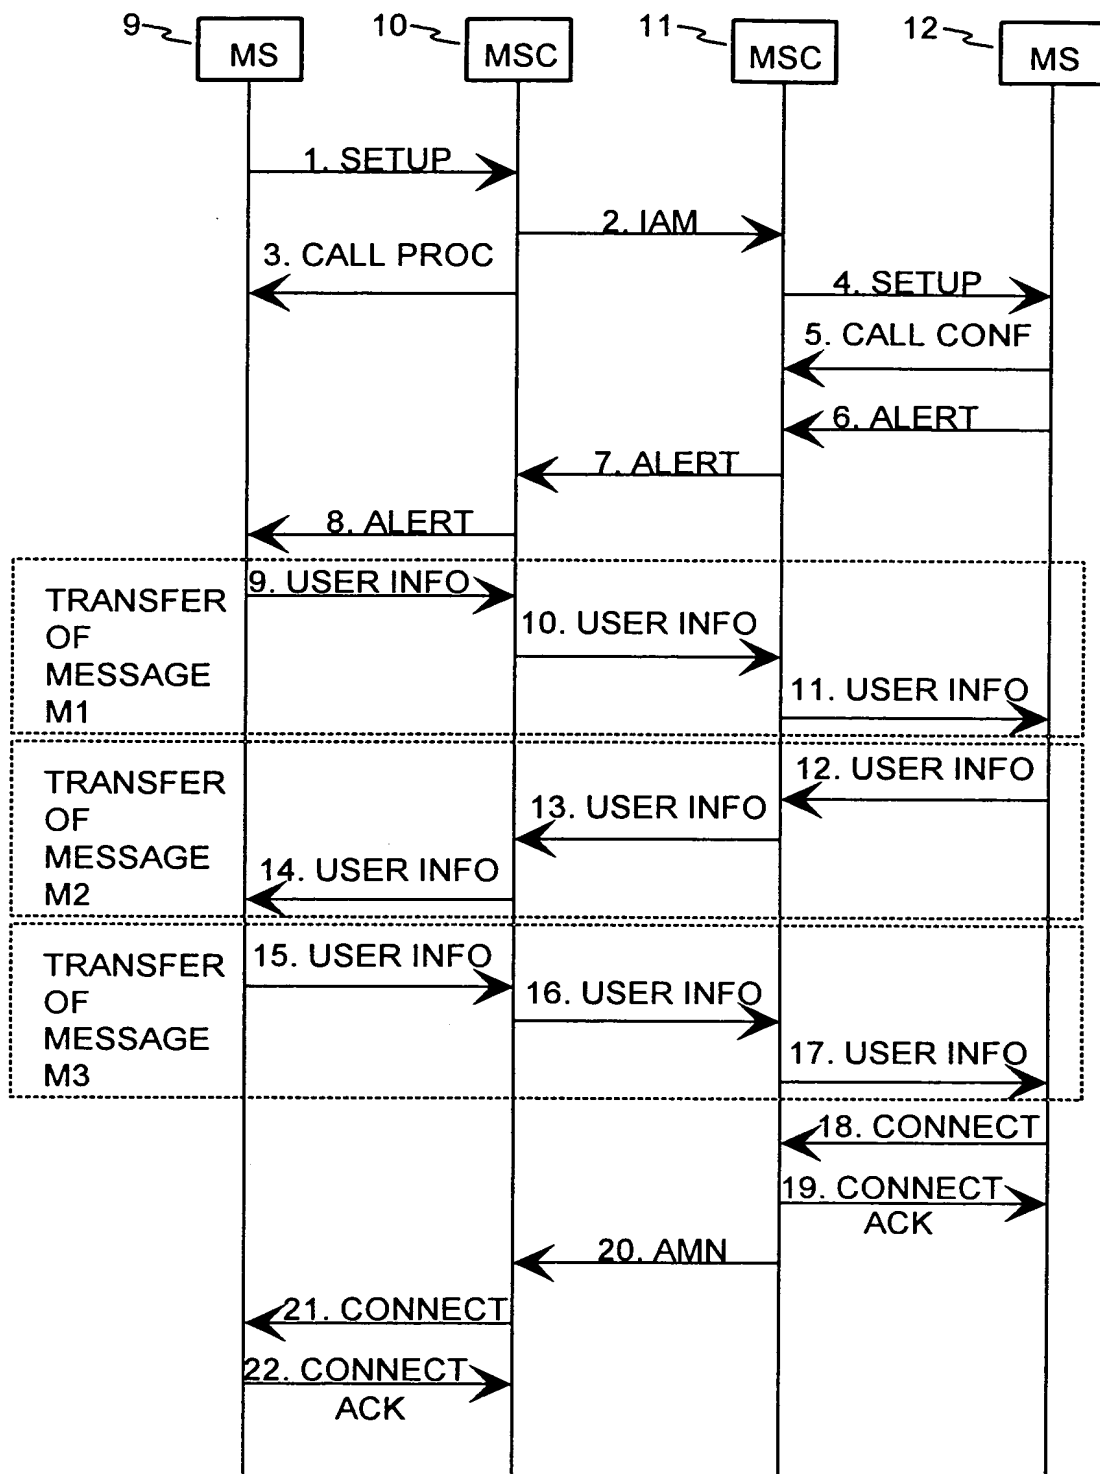 9 MS 10 MSC 11 MSC 12 MS
1. SETUP
2. IAM
3. CALL PROC
4. SETUP
5. CALL CONF
6. ALERT
7. ALERT
8. ALERT
9. USER INFO
TRANSFER
OF
MESSAGE
M1
10. USER INFO
11. USER INFO
TRANSFER
OF
MESSAGE
M2
12. USER INFO
13. USER INFO
14. USER INFO
TRANSFER
OF
MESSAGE
M3
15. USER INFO
16. USER INFO
17. USER INFO
18. CONNECT
19. CONNECT
ACK
20. AMN
21. CONNECT
22. CONNECT
ACK